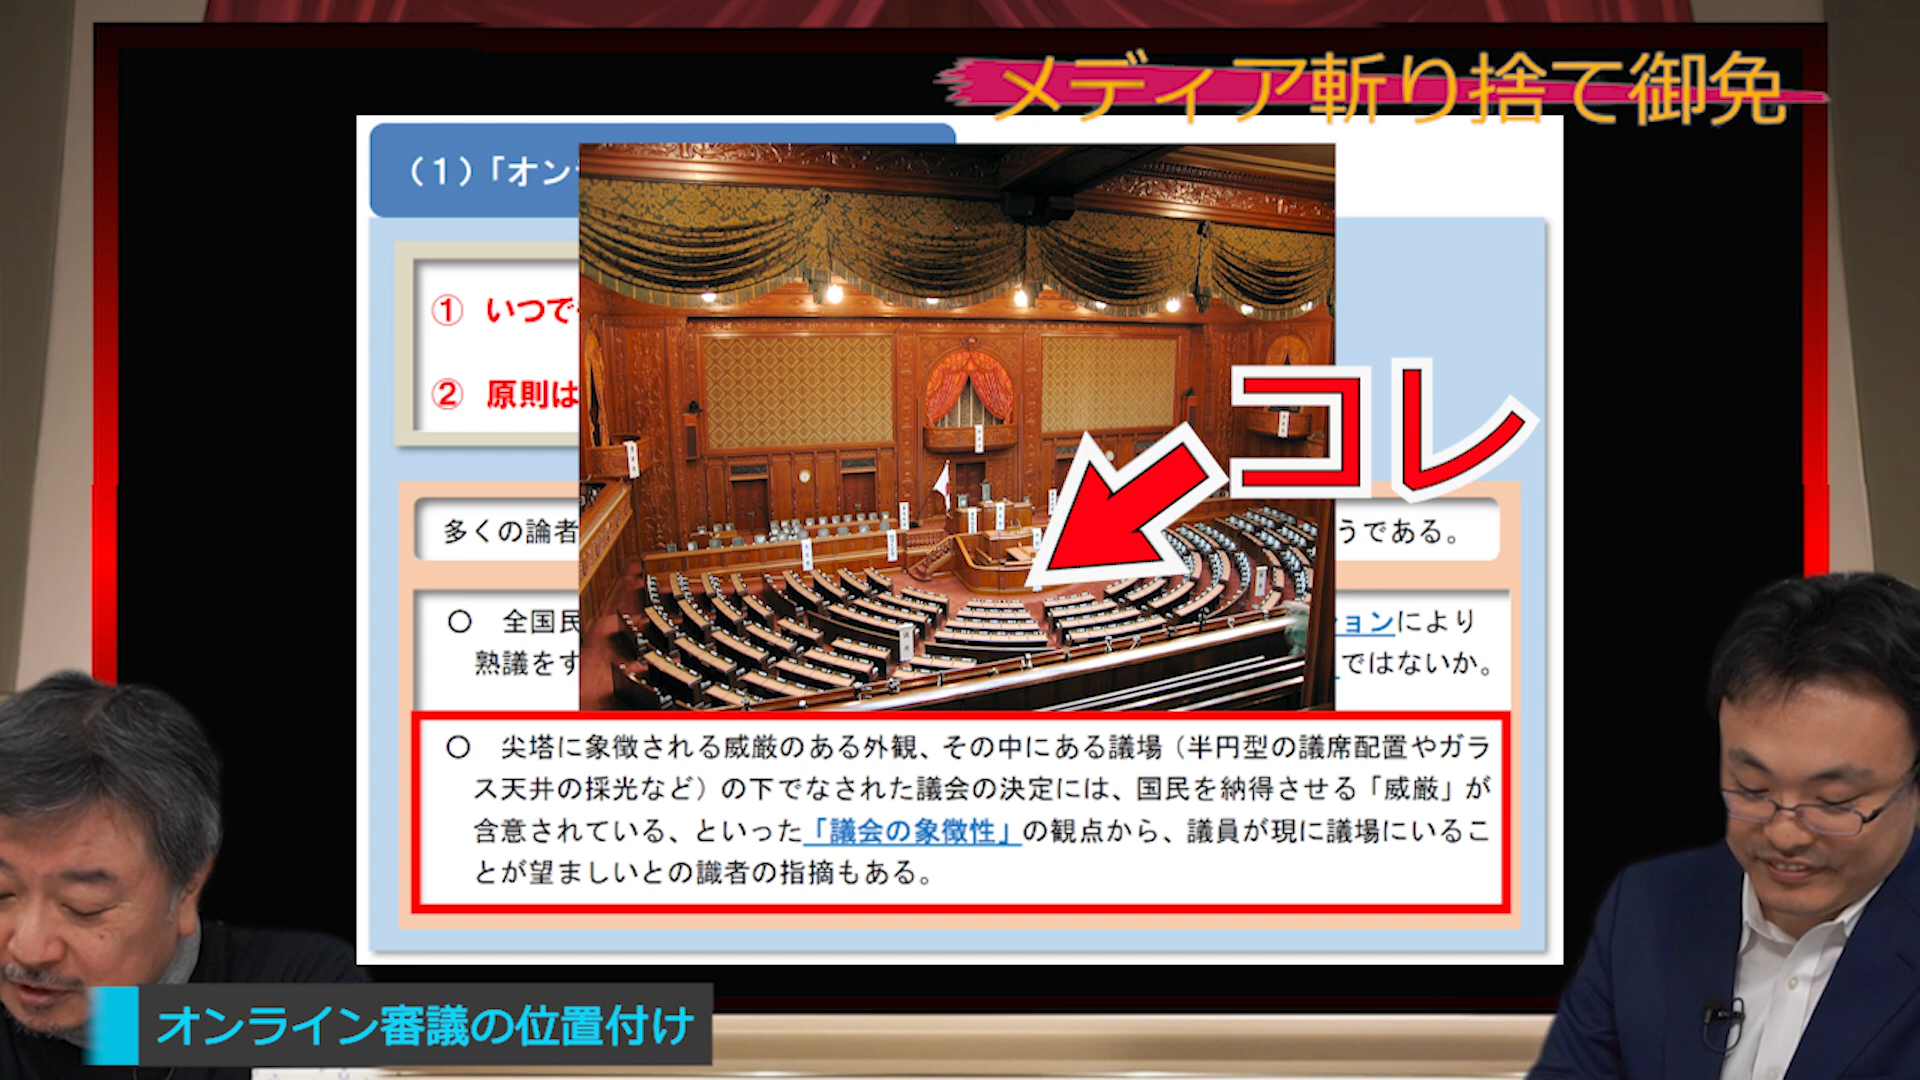 メディア斬り捨て御免
（１）「オン
① いつで
② 原則は
コレ
多くの論者
うである。
〇 全国民
ョンにより
熟議をす
ではないか。
〇 尖塔に象徴される威厳のある外観、その中にある議場（半円型の議席配置やガラ
ス天井の採光など）の下でなされた議会の決定には、国民を納得させる「威厳」が
含意されている、といった「議会の象徴性」の観点から、議員が現に議場にいるこ
とが望ましいとの識者の指摘もある。
オンライン審議の位置付け